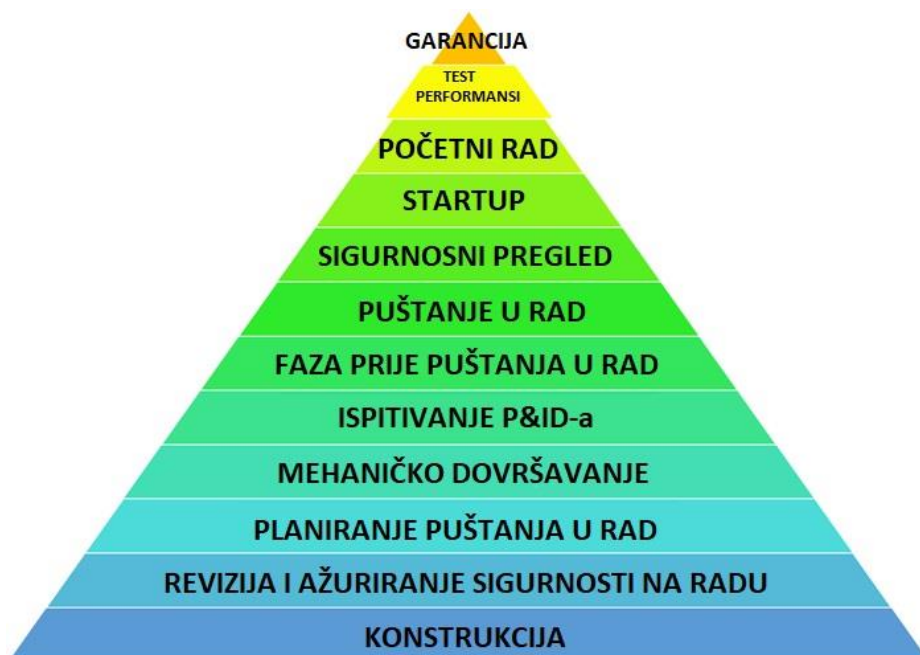 GARANCIJA
TEST
PERFORMANSI
POČETNI RAD
STARTUP
SIGURNOSNI PREGLED
PUŠTANJE U RAD
FAZA PRIJE PUŠTANJA U RAD
ISPITIVANJE P&ID-a
MEHANIČKO DOVRŠAVANJE
PLANIRANJE PUŠTANJA U RAD
REVIZIJA I AŽURIRANJE SIGURNOSTI NA RADU
KONSTRUKCIJA